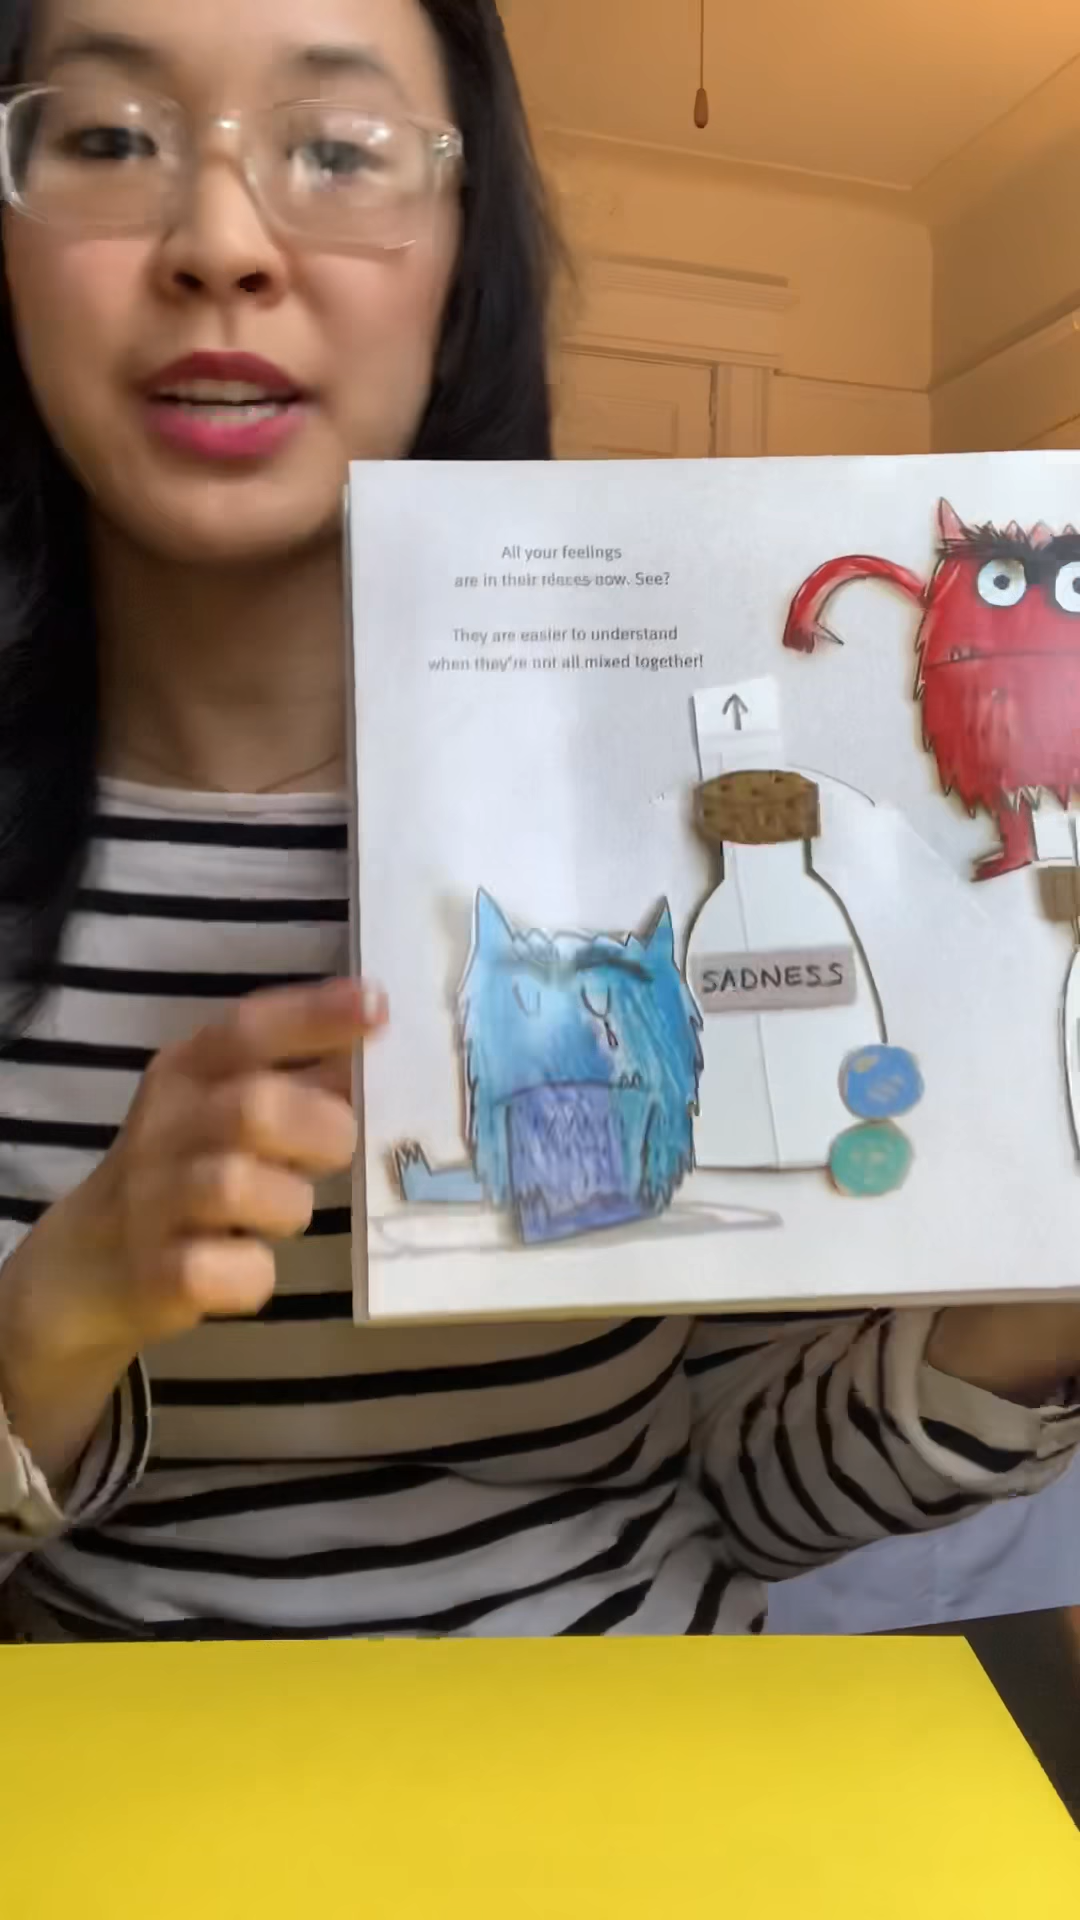 All your feelings
are in their places now. See?
They are easier to understand
when they're not all mixed together!
SADNESS